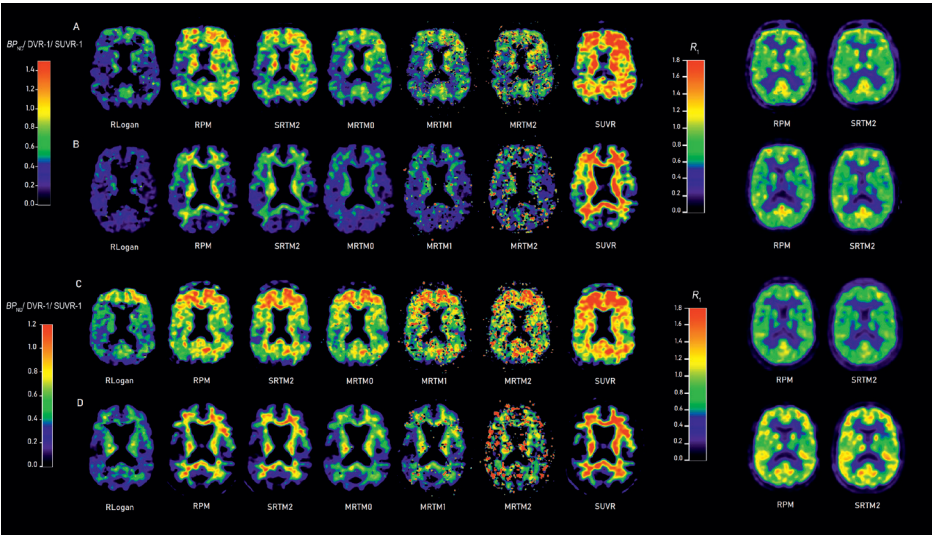 A
BP_ND/ DVR-1/ SUVR-1
1.4
1.2
1.0
0.8
0.6
0.4
0.2
0.0
RLogan RPM SRTM2 MRTM0 MRTM1 MRTM2 SUVR
R_1
1.8
1.6
1.4
1.2
1.0
0.8
0.6
0.4
0.2
0.0
RPM SRTM2
B
RLogan RPM SRTM2 MRTM0 MRTM1 MRTM2 SUVR
RPM SRTM2
C
BP_ND/ DVR-1/ SUVR-1
1.2
1.0
0.8
0.6
0.4
0.2
0.0
RLogan RPM SRTM2 MRTM0 MRTM1 MRTM2 SUVR
R_1
1.8
1.6
1.4
1.2
1.0
0.8
0.6
0.4
0.2
0.0
RPM SRTM2
D
RLogan RPM SRTM2 MRTM0 MRTM1 MRTM2 SUVR
RPM SRTM2